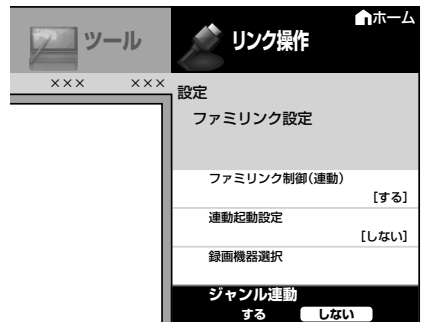 ホーム
ツール
リンク操作
××× ×××
設定
ファミリンク設定
ファミリンク制御(連動)
[する]
連動起動設定
[しない]
録画機器選択
ジャンル連動
する しない